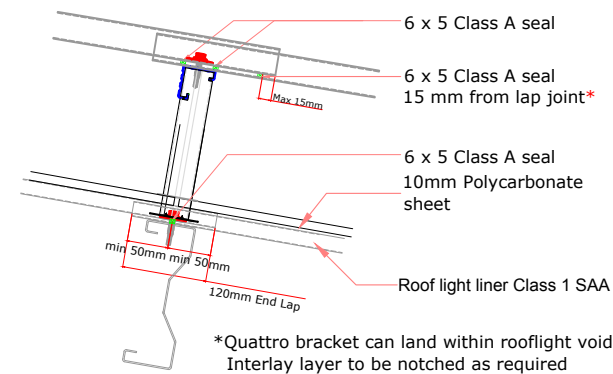 6 x 5 Class A seal
6 x 5 Class A seal
15 mm from lap joint*
Max 15mm
6 x 5 Class A seal
10mm Polycarbonate
sheet
min 50mm min 50mm
Roof light liner Class 1 SAA
120mm End Lap
*Quattro bracket can land within rooflight void
Interlay layer to be notched as required